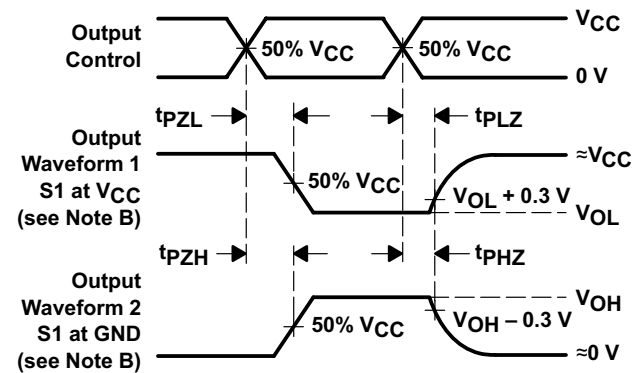 Output
Control
50% VCC
50% VCC
VCC
0 V
tPZL
tPLZ
Output
Waveform 1
S1 at VCC
(see Note B)
50% VCC
VOL + 0.3 V
≈VCC
VOL
tPZH
tPHZ
Output
Waveform 2
S1 at GND
(see Note B)
50% VCC
VOH – 0.3 V
VOH
≈0 V